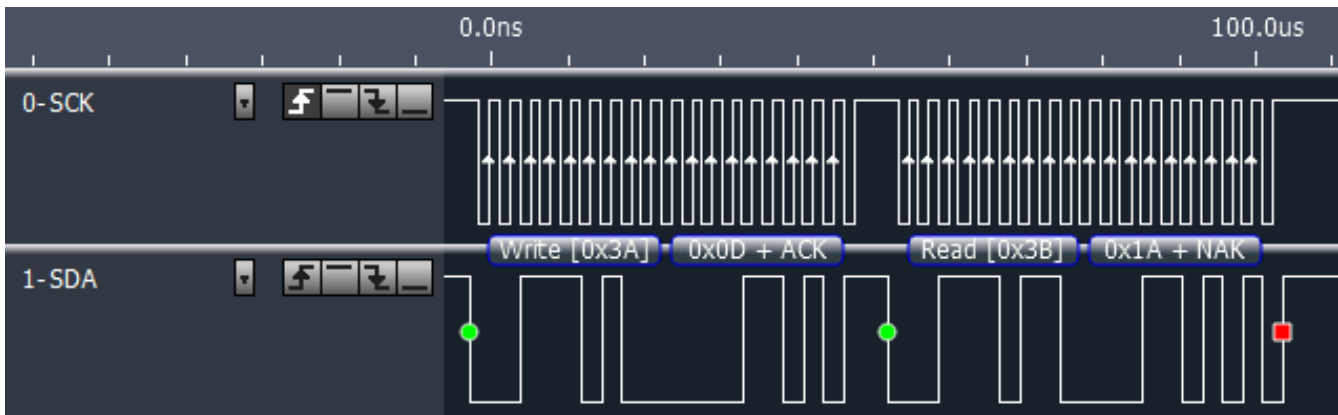 0.0ns 100.0us
0-SCK
Write [0x3A] 0x0D + ACK Read [0x3B] 0x1A + NAK
1-SDA